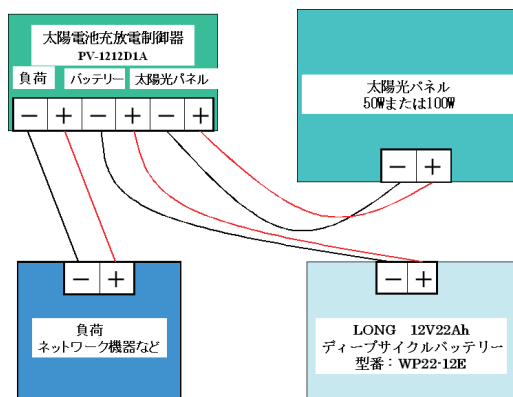 太陽電池充放電制御器
PV-1212D1A
負荷 バッテリー 太陽光パネル
− + − + − +
太陽光パネル
50Wまたは100W
− +
− +
負荷
ネットワーク機器など
− +
LONG 12V22Ah
ディープサイクルバッテリー
型番：WP22-12E